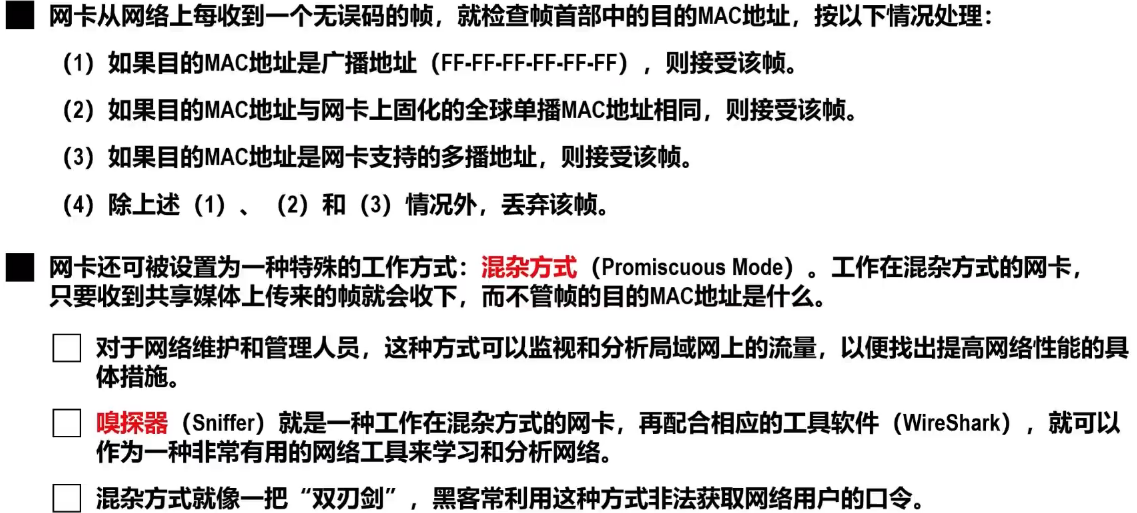 网卡从网络上每收到一个无误码的帧，就检查帧首部中的目的MAC地址，按以下情况处理：
（1）如果目的MAC地址是广播地址（FF-FF-FF-FF-FF-FF），则接受该帧。
（2）如果目的MAC地址与网卡上固化的全球单播MAC地址相同，则接受该帧。
（3）如果目的MAC地址是网卡支持的多播地址，则接受该帧。
（4）除上述（1）、（2）和（3）情况外，丢弃该帧。
网卡还可被设置为一种特殊的工作方式：混杂方式（Promiscuous Mode）。工作在混杂方式的网卡，
只要收到共享媒体上传来的帧就会收下，而不管帧的目的MAC地址是什么。
对于网络维护和管理人员，这种方式可以监视和分析局域网上的流量，以便找出提高网络性能的具
体措施。
嗅探器（Sniffer）就是一种工作在混杂方式的网卡，再配合相应的工具软件（WireShark），就可以
作为一种非常有用的网络工具来学习和分析网络。
混杂方式就像一把“双刃剑”，黑客常利用这种方式非法获取网络用户的口令。